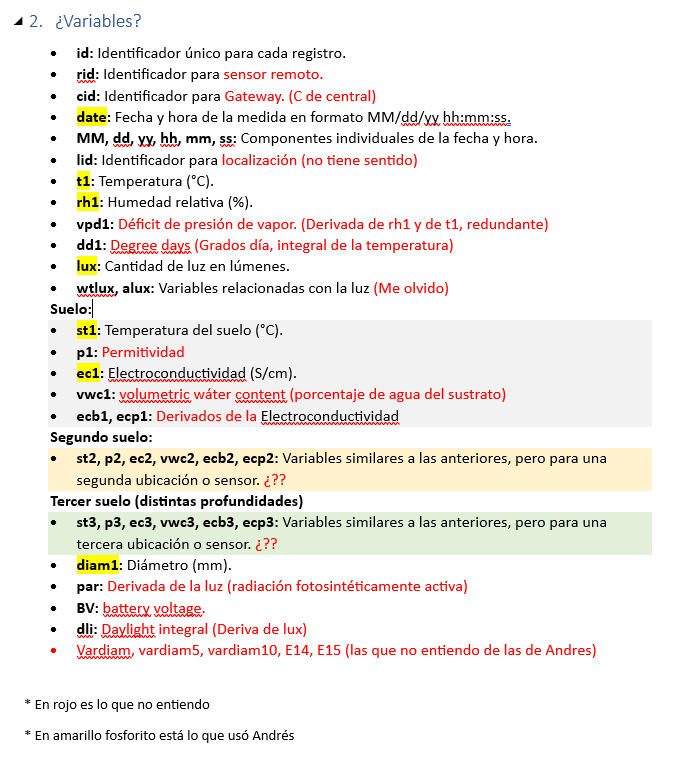 2. ¿Variables?
• id: Identificador único para cada registro.
• rid: Identificador para sensor remoto.
• cid: Identificador para Gateway. (C de central)
• date: Fecha y hora de la medida en formato MM/dd/yy hh:mm:ss.
• MM, dd, yy, hh, mm, ss: Componentes individuales de la fecha y hora.
• lid: Identificador para localización (no tiene sentido)
• t1: Temperatura (°C).
• rh1: Humedad relativa (%).
• vpd1: Déficit de presión de vapor. (Derivada de rh1 y de t1, redundante)
• dd1: Degree days (Grados día, integral de la temperatura)
• lux: Cantidad de luz en lúmenes.
• wtlux, alux: Variables relacionadas con la luz (Me olvido)
Suelo:
• st1: Temperatura del suelo (°C).
• p1: Permitividad
• ec1: Electroconductividad (S/cm).
• vwc1: volumetric wáter content (porcentaje de agua del sustrato)
• ecb1, ecp1: Derivados de la Electroconductividad
Segundo suelo:
• st2, p2, ec2, vwc2, ecb2, ecp2: Variables similares a las anteriores, pero para una
segunda ubicación o sensor. ¿??
Tercer suelo (distintas profundidades)
• st3, p3, ec3, vwc3, ecb3, ecp3: Variables similares a las anteriores, pero para una
tercera ubicación o sensor. ¿??
• diam1: Diámetro (mm).
• par: Derivada de la luz (radiación fotosintéticamente activa)
• BV: battery voltage.
• dli: Daylight integral (Deriva de lux)
• Vardiam, vardiam5, vardiam10, E14, E15 (las que no entiendo de las de Andres)
* En rojo es lo que no entiendo
* En amarillo fosforito está lo que usó Andrés